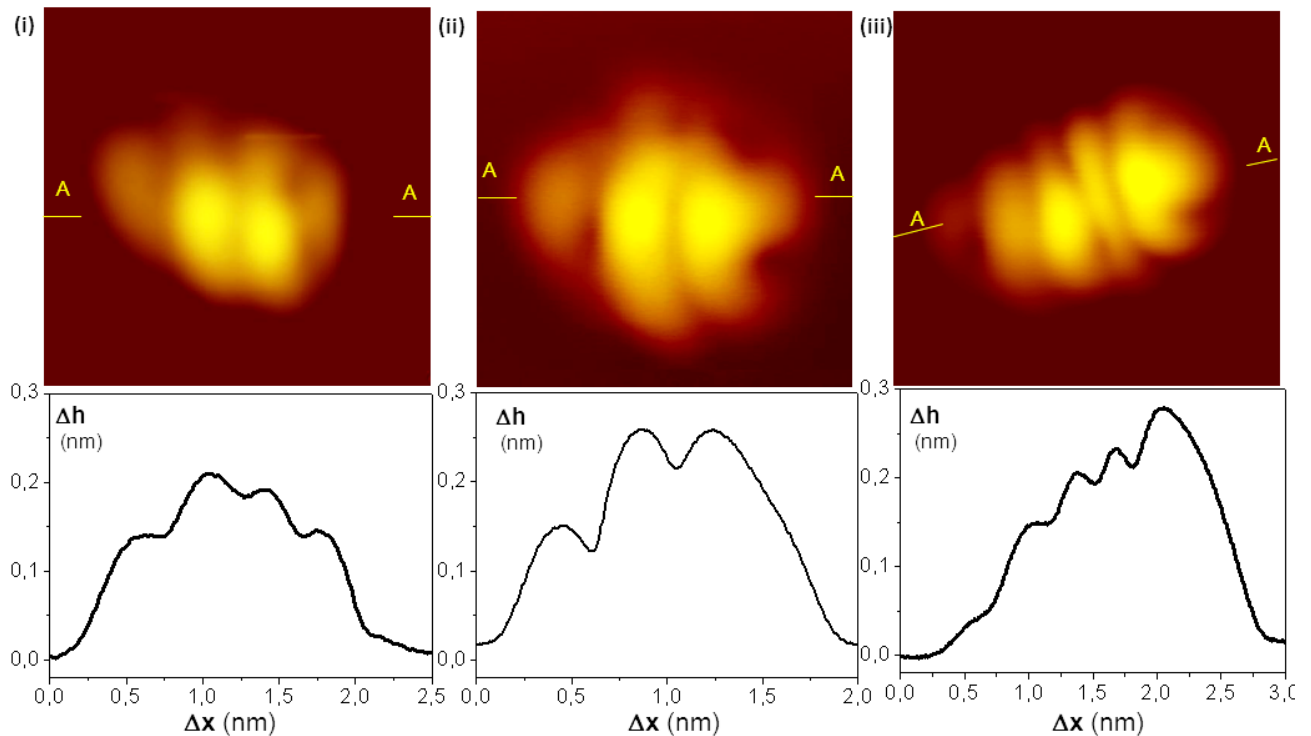 (i)
A
A
0,3
0,2
0,1
0,0
Δh
(nm)
0,0
0,5
1,0
1,5
2,0
2,5
Δx (nm)
(ii)
A
A
Δh
(nm)
0,3
0,2
0,1
0,0
0,0
0,5
1,0
1,5
2,0
Δx (nm)
(iii)
A
A
0,3
0,2
0,1
0,0
Δh
(nm)
0,0
0,5
1,0
1,5
2,0
2,5
3,0
Δx (nm)